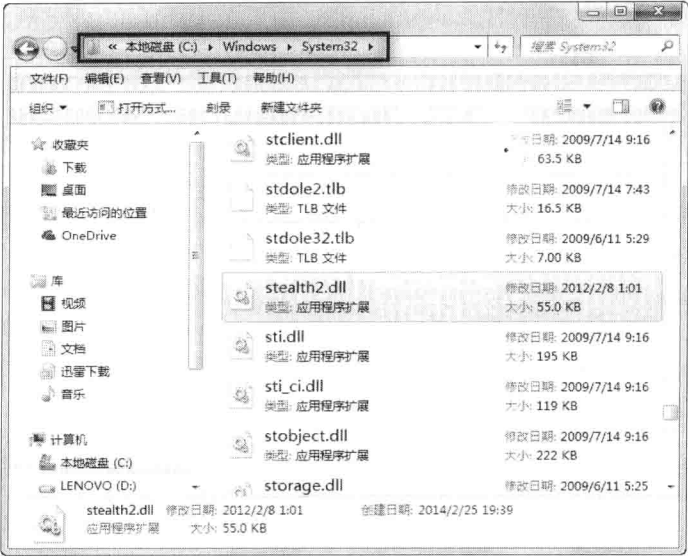 « 本地磁盘 (C:) ▸ Windows ▸ System32 ▸
搜索 System32
文件(F) 编辑(E) 查看(V) 工具(T) 帮助(H)
组织 打开方式... 刻录 新建文件夹
收藏夹
下载
桌面
最近访问的位置
OneDrive
库
视频
图片
文档
迅雷下载
音乐
计算机
本地磁盘 (C:)
LENOVO (D:)
stclient.dll
类型: 应用程序扩展
日期: 2009/7/14 9:16
63.5 KB
stdole2.tlb
类型: TLB 文件
修改日期: 2009/7/14 7:43
大小: 16.5 KB
stdole32.tlb
类型: TLB 文件
修改日期: 2009/6/11 5:29
大小: 7.00 KB
stealth2.dll
类型: 应用程序扩展
修改日期: 2012/2/8 1:01
大小: 55.0 KB
sti.dll
类型: 应用程序扩展
修改日期: 2009/7/14 9:16
大小: 195 KB
sti_ci.dll
类型: 应用程序扩展
修改日期: 2009/7/14 9:16
大小: 119 KB
stobject.dll
类型: 应用程序扩展
修改日期: 2009/7/14 9:16
大小: 222 KB
storage.dll
修改日期: 2009/6/11 5:25
stealth2.dll 修改日期: 2012/2/8 1:01 创建日期: 2014/2/25 19:39
应用程序扩展 大小: 55.0 KB